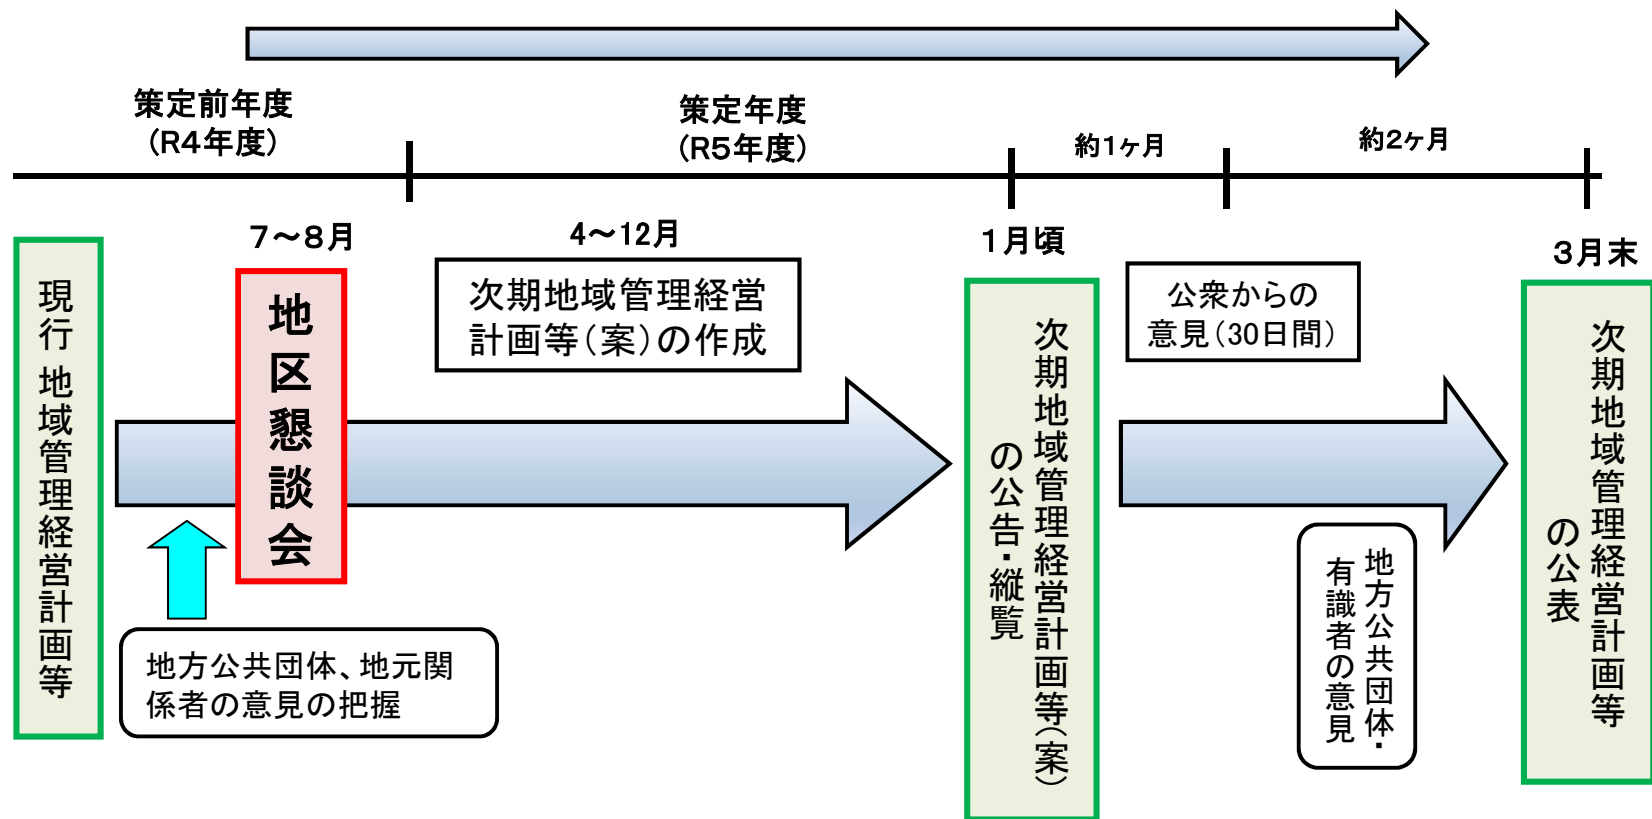 策定前年度
(R4年度)
策定年度
(R5年度)
約1ヶ月
約2ヶ月
7～8月
4～12月
1月頃
3月末
現行 地域管理経営計画等
地区懇談会
次期地域管理経営
計画等（案）の作成
次期地域管理経営計画等（案）
の公告・縦覧
公衆からの
意見（30日間）
次期地域管理経営計画等
の公表
地方公共団体、地元関
係者の意見の把握
地方公共団体・
有識者の意見